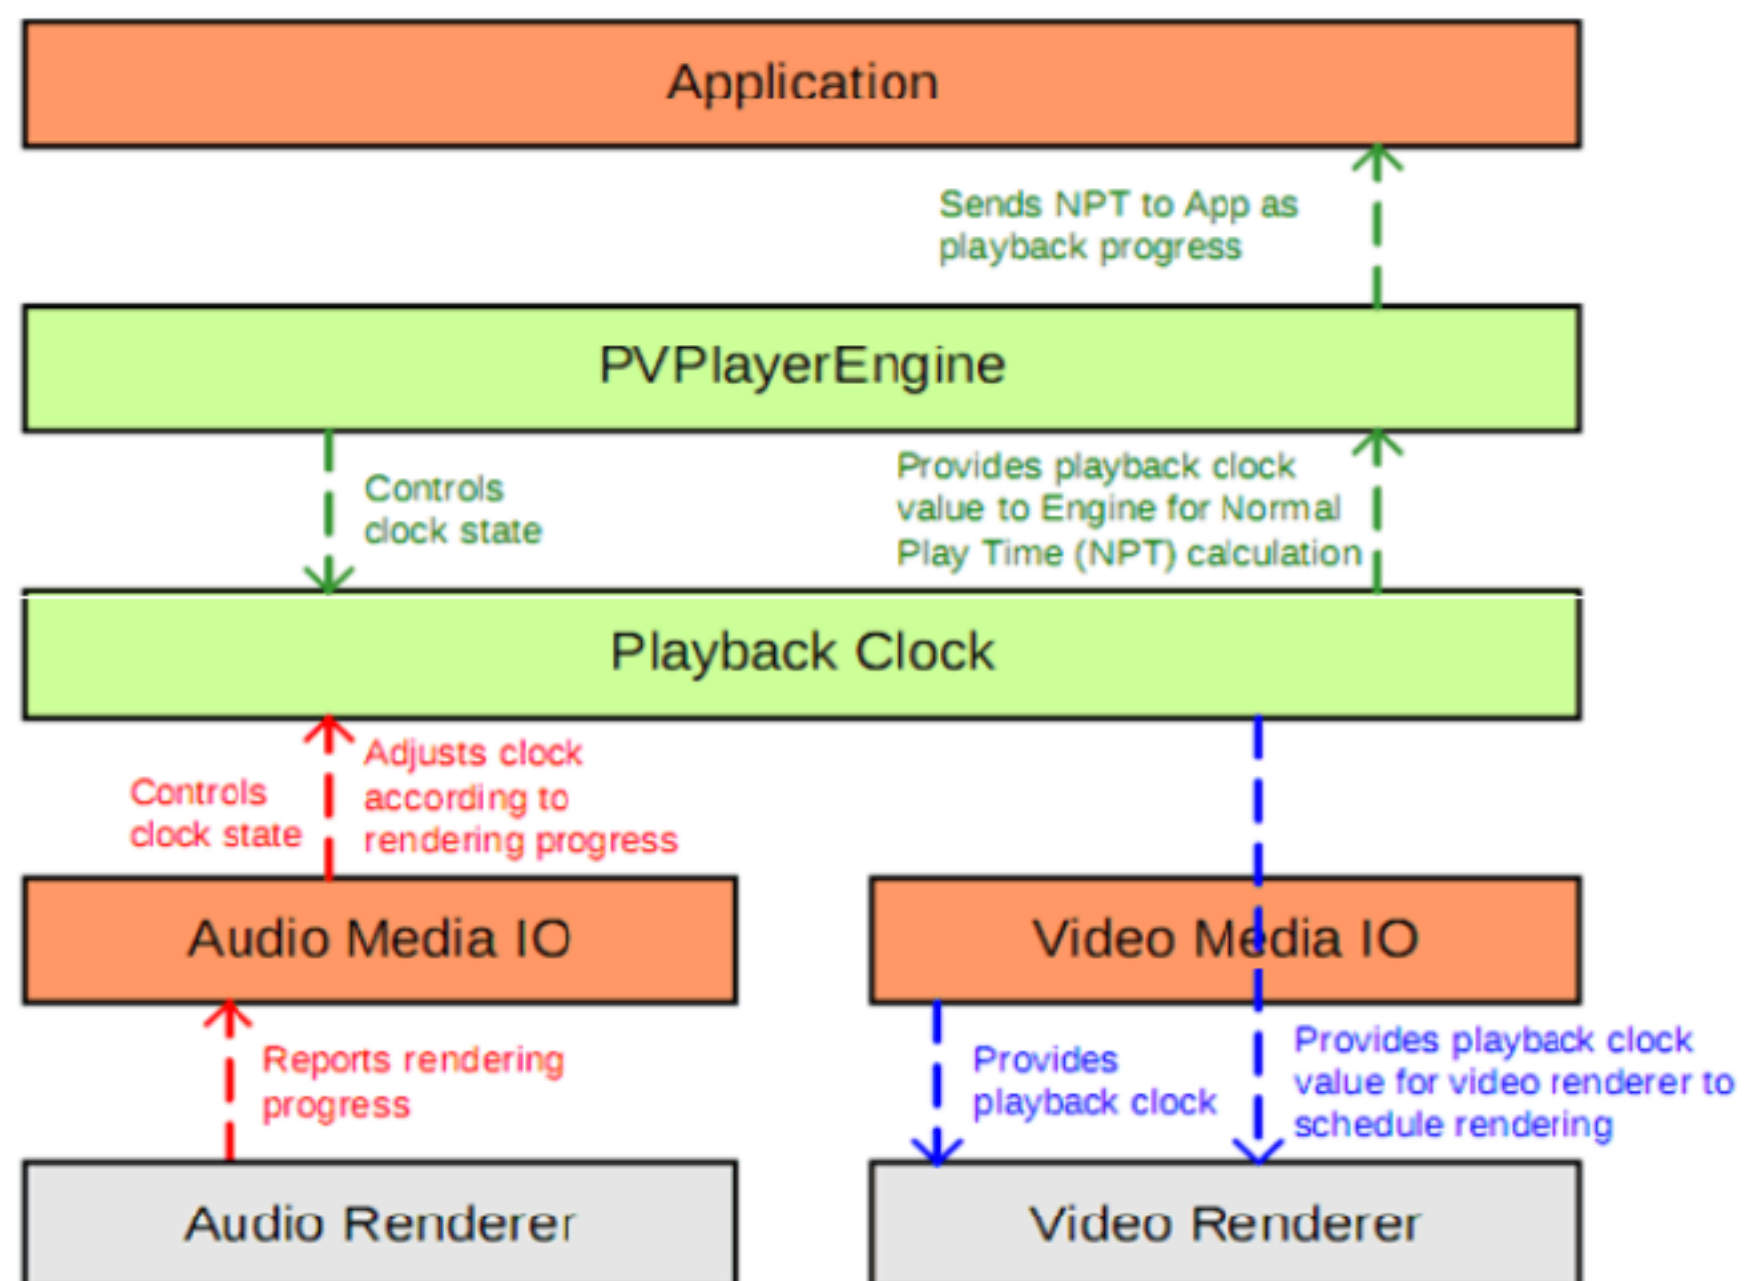 Application
Sends NPT to App as
playback progress
PVPlayerEngine
Controls
clock state
Provides playback clock
value to Engine for Normal
Play Time (NPT) calculation
Playback Clock
Controls
clock state
Adjusts clock
according to
rendering progress
Audio Media IO
Video Media IO
Reports rendering
progress
Provides
playback clock
Provides playback clock
value for video renderer to
schedule rendering
Audio Renderer
Video Renderer